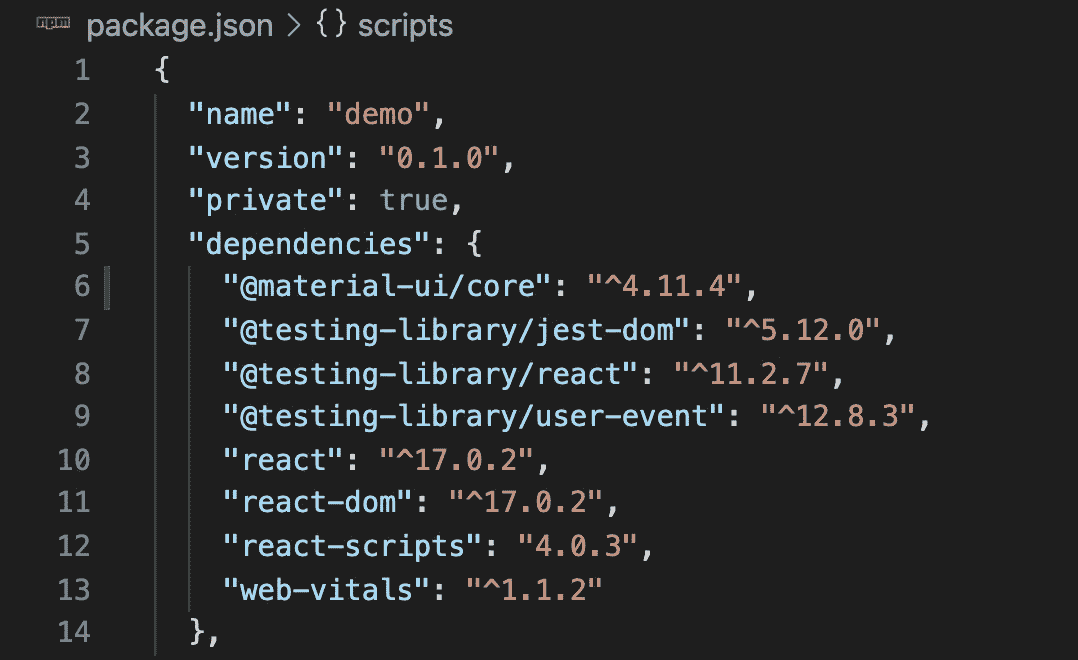 npm package.json > {} scripts
1 {
2 "name": "demo",
3 "version": "0.1.0",
4 "private": true,
5 "dependencies": {
6 "@material-ui/core": "^4.11.4",
7 "@testing-library/jest-dom": "^5.12.0",
8 "@testing-library/react": "^11.2.7",
9 "@testing-library/user-event": "^12.8.3",
10 "react": "^17.0.2",
11 "react-dom": "^17.0.2",
12 "react-scripts": "4.0.3",
13 "web-vitals": "^1.1.2"
14 },